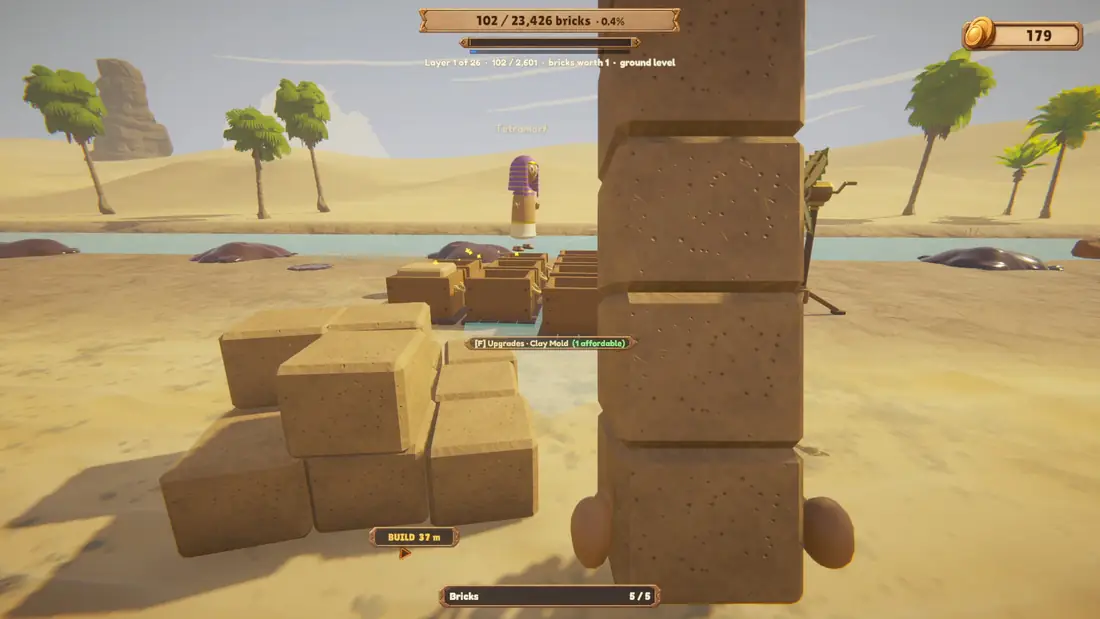 102 / 23,426 bricks · 0.4%
179
Layer 1 of 26 · 102 / 2,601 · bricks worth 1 · ground level
[F] Upgrades · Clay Mold (1 affordable)
BUILD 37 m
Bricks 5 / 5